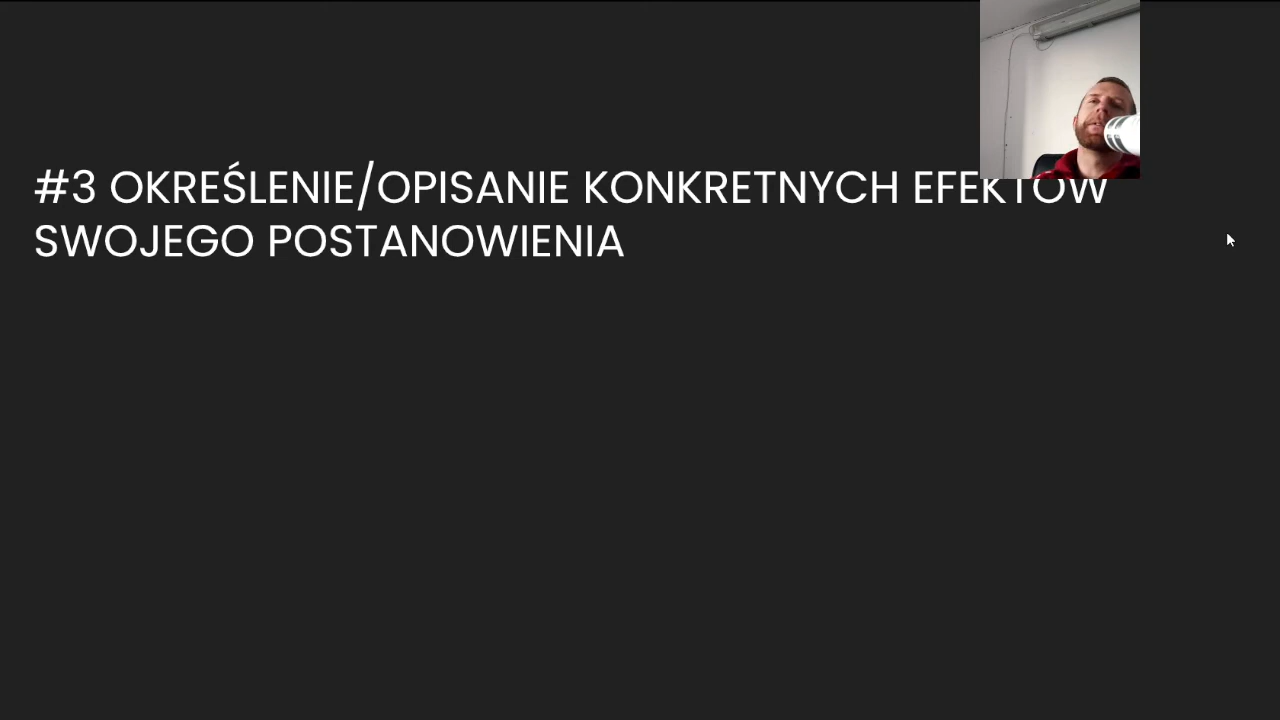 #3 OKREŚLENIE/OPISANIE KONKRETNYCH EFEKTÓW
SWOJEGO POSTANOWIENIA